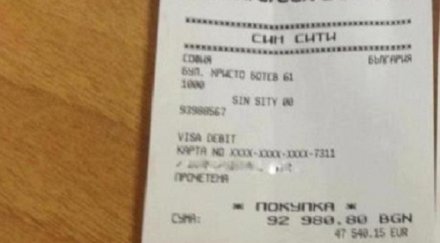 СИН СИТИ
СОФИЯ БЪЛГАРИЯ
БУЛ. ХРИСТО БОТЕВ 61
1000
SIN SITY 00
93980567
VISA DEBIT
КАРТА NO XXXX-XXXX-XXXX-7311
ПРОЧЕТЕНА
* ПОКУПКА *
СУМА: 92 980.80 BGN
47 540.15 EUR